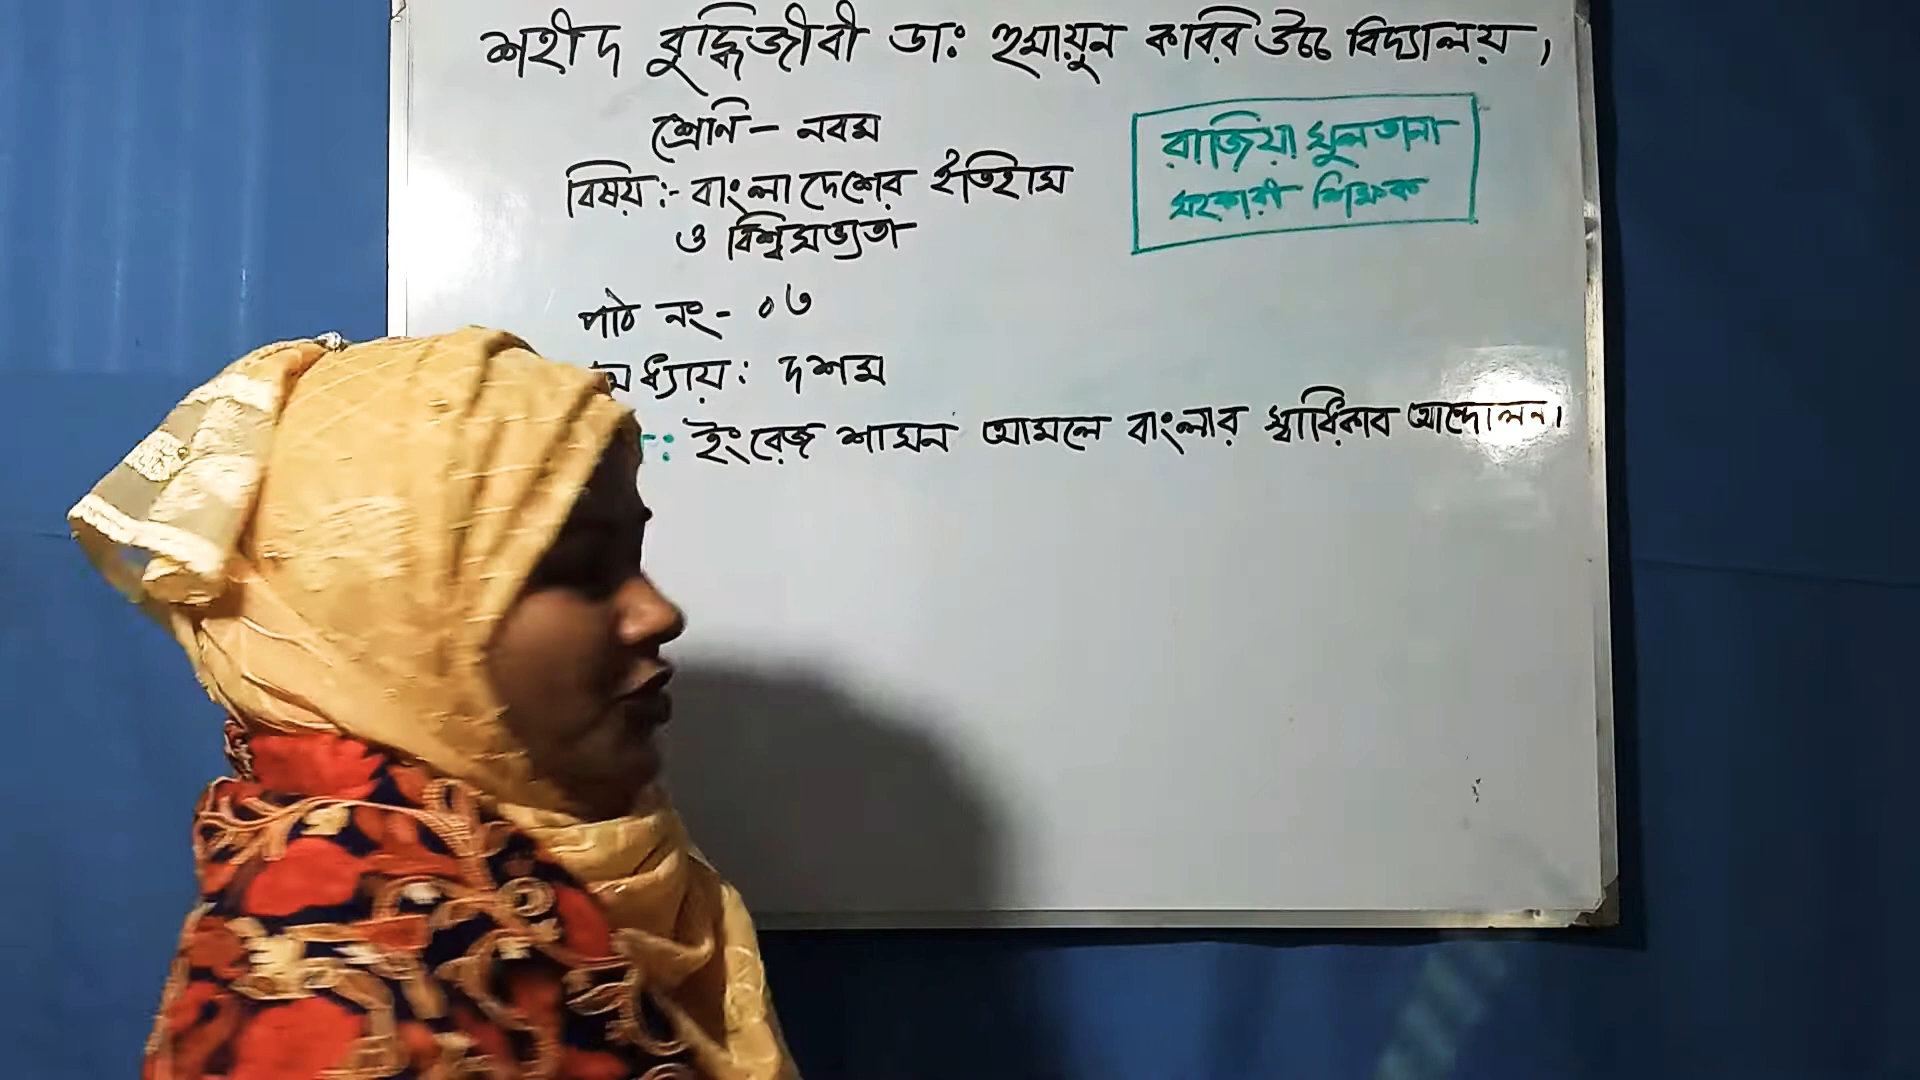 শহীদ বুদ্ধিজীবী ডাঃ হুমায়ুন কবির উচ্চ বিদ্যালয়,
শ্রেণি - নবম
রাজিয়া সুলতানা
সহকারী শিক্ষক
বিষয়:- বাংলাদেশের ইতিহাস
ও বিশ্বসভ্যতা
পাঠ নং- ০৩
অধ্যায়: দশম
-: ইংরেজ শাসন আমলে বাংলার স্বাধিকার আন্দোলন।